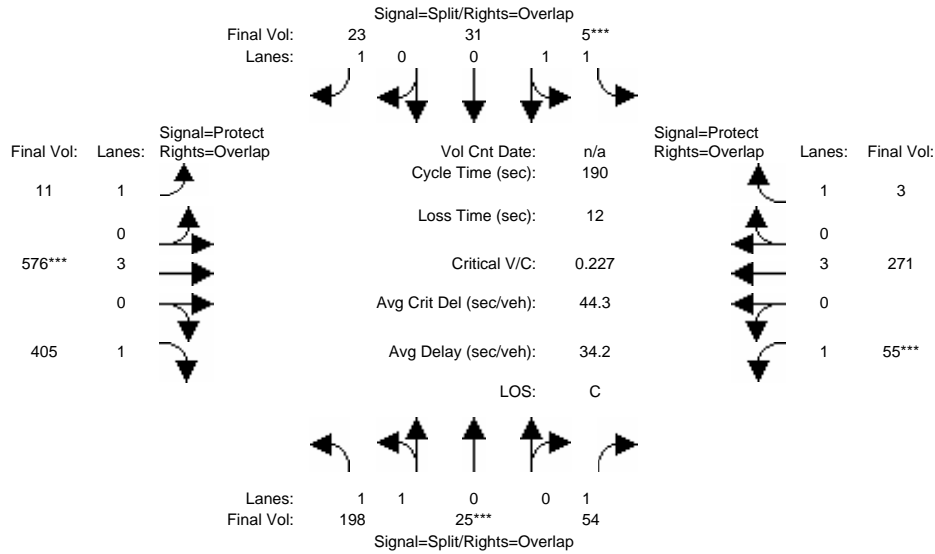 Signal=Split/Rights=Overlap
Final Vol: 23 31 5***
Lanes: 1 0 0 1 1
Signal=Protect Signal=Protect
Final Vol: Lanes: Rights=Overlap Vol Cnt Date: n/a Rights=Overlap Lanes: Final Vol:
Cycle Time (sec): 190
11 1 1 3
Loss Time (sec): 12
0 0
576*** 3 Critical V/C: 0.227 3 271
0 Avg Crit Del (sec/veh): 44.3 0
405 1 Avg Delay (sec/veh): 34.2 1 55***
LOS: C
Lanes: 1 1 0 0 1
Final Vol: 198 25*** 54
Signal=Split/Rights=Overlap